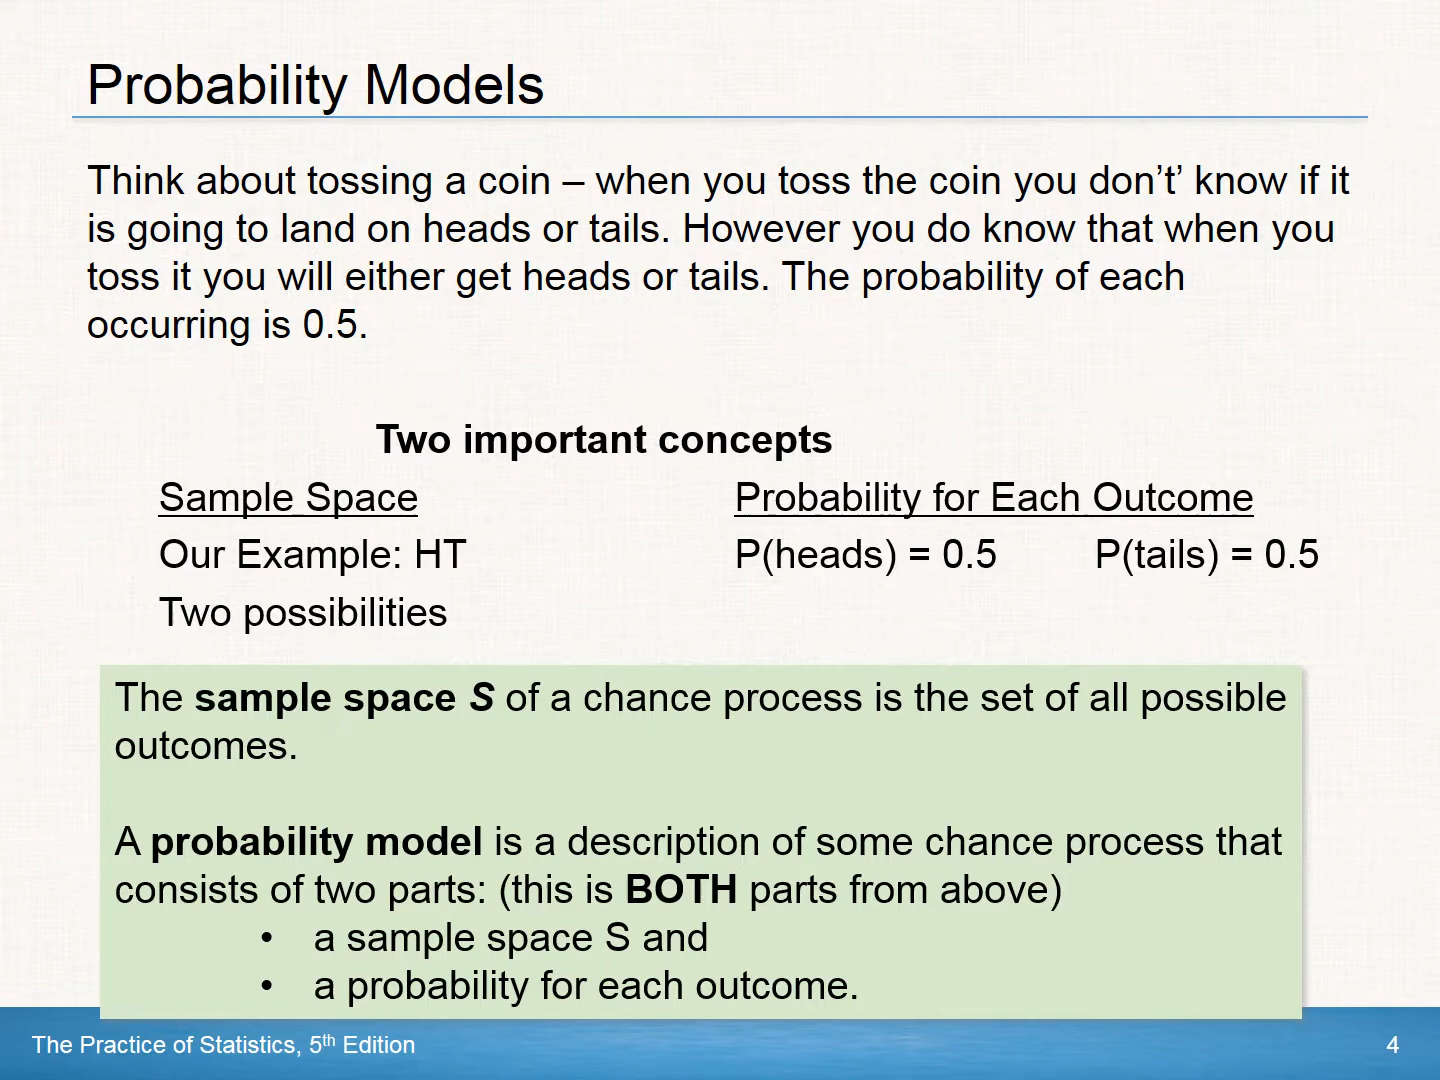 Probability Models
Think about tossing a coin – when you toss the coin you don’t’ know if it
is going to land on heads or tails. However you do know that when you
toss it you will either get heads or tails. The probability of each
occurring is 0.5.
Two important concepts
Sample Space Probability for Each Outcome
Our Example: HT P(heads) = 0.5 P(tails) = 0.5
Two possibilities
The sample space S of a chance process is the set of all possible
outcomes.
A probability model is a description of some chance process that
consists of two parts: (this is BOTH parts from above)
• a sample space S and
• a probability for each outcome.
The Practice of Statistics, 5th Edition 4